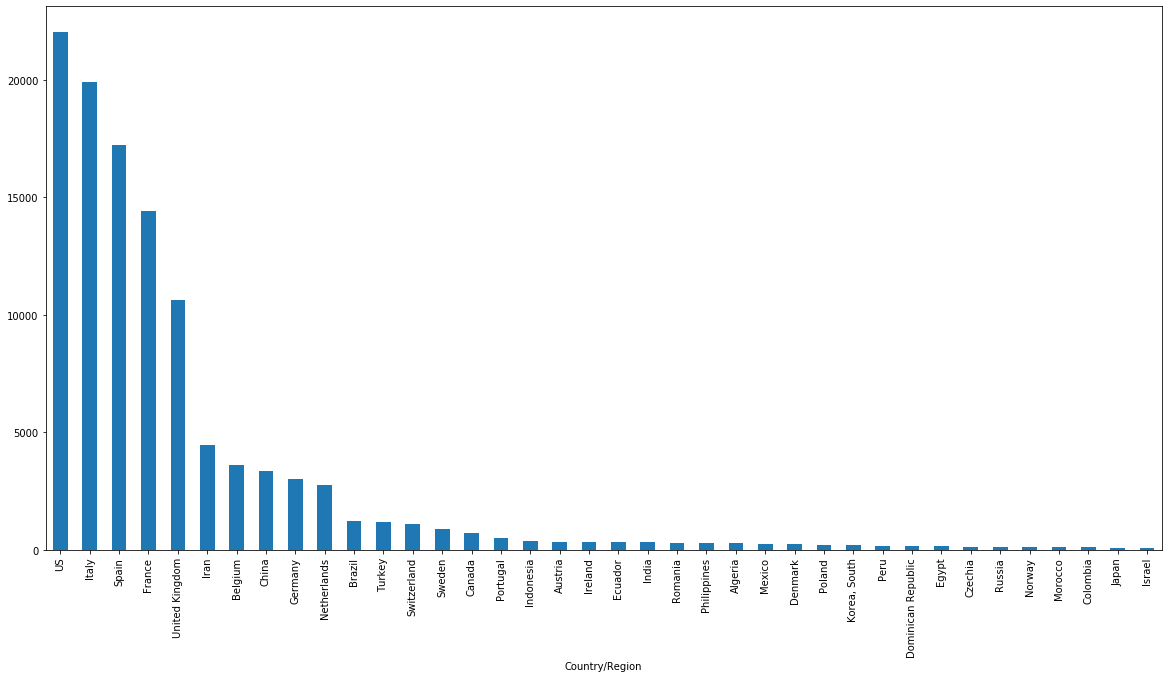 20000
15000
10000
5000
0
US
Italy
Spain
France
United Kingdom
Iran
Belgium
China
Germany
Netherlands
Brazil
Turkey
Switzerland
Sweden
Canada
Portugal
Indonesia
Austria
Ireland
Ecuador
India
Romania
Philippines
Algeria
Mexico
Denmark
Poland
Korea, South
Peru
Dominican Republic
Egypt
Czechia
Russia
Norway
Morocco
Colombia
Japan
Israel
Country/Region